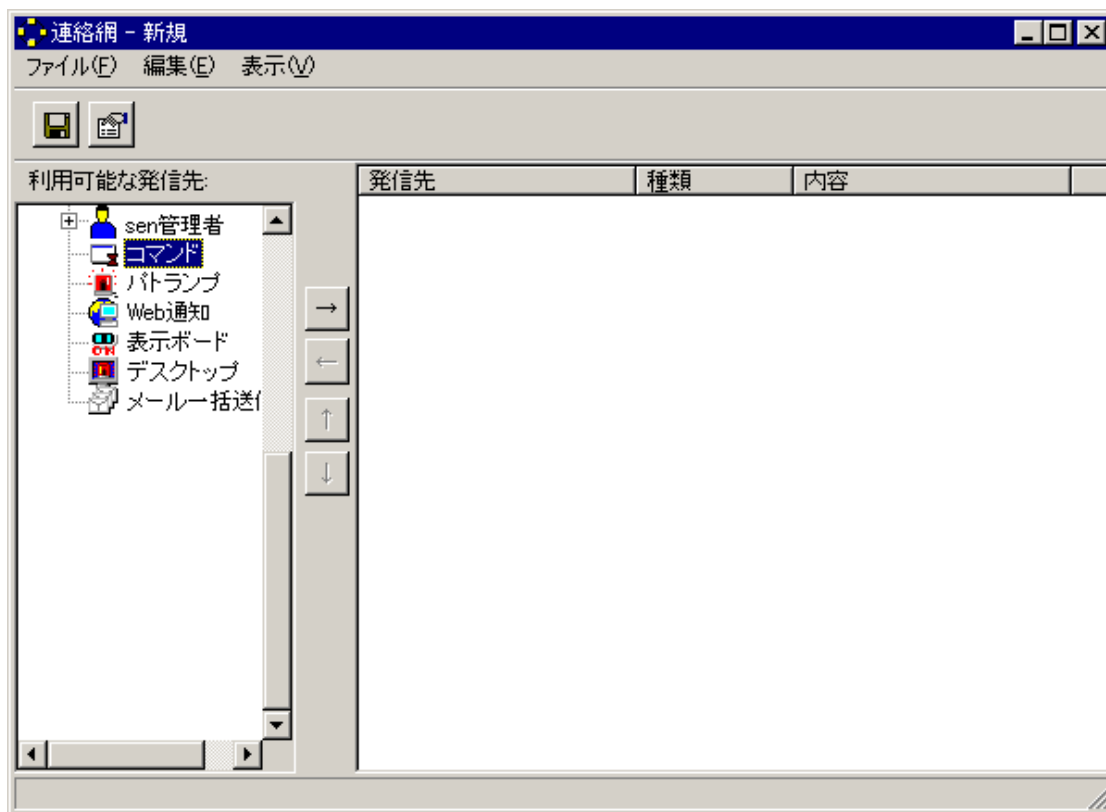 連絡網 - 新規
ファイル(F) 編集(E) 表示(V)
利用可能な発信先:
発信先 種類 内容
sen管理者
コマンド
パトランプ
Web通知
表示ボード
デスクトップ
メール一括送信
→
←
↑
↓